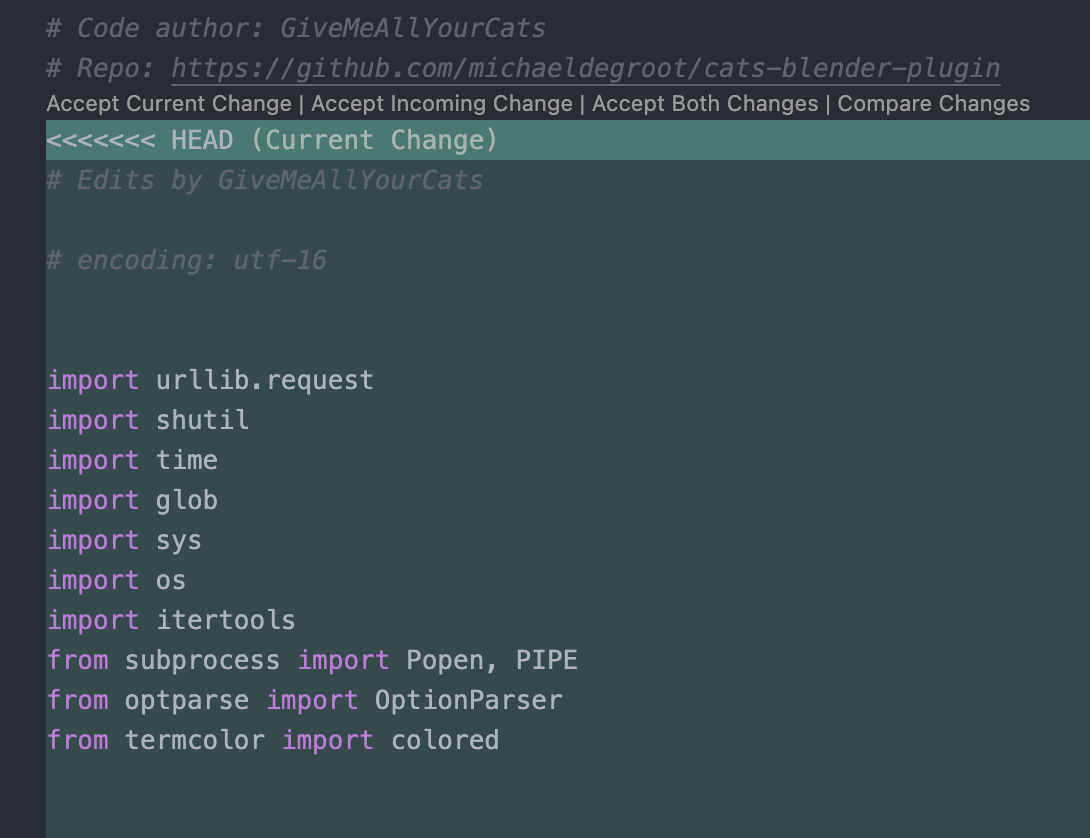 # Code author: GiveMeAllYourCats
# Repo: https://github.com/michaeldegroot/cats-blender-plugin
Accept Current Change | Accept Incoming Change | Accept Both Changes | Compare Changes
<<<<<<< HEAD (Current Change)
# Edits by GiveMeAllYourCats
# encoding: utf-16
import urllib.request
import shutil
import time
import glob
import sys
import os
import itertools
from subprocess import Popen, PIPE
from optparse import OptionParser
from termcolor import colored